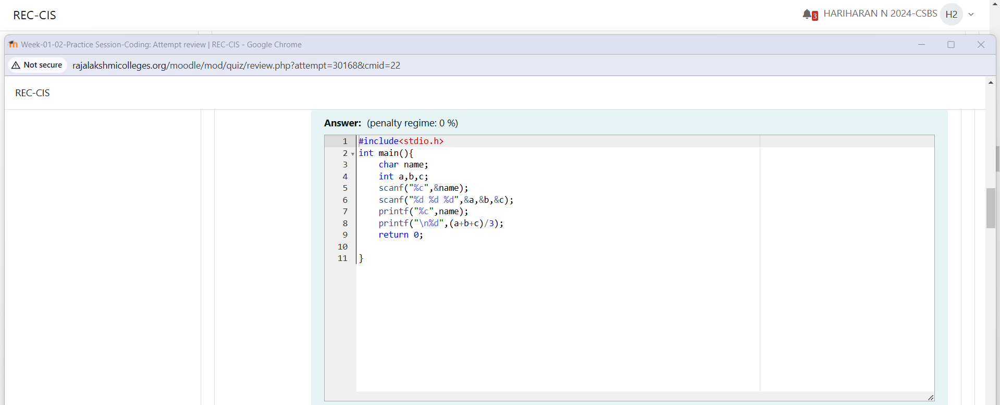 REC-CIS
3 HARIHARAN N 2024-CSBS H2
Week-01-02-Practice Session-Coding: Attempt review | REC-CIS - Google Chrome
Not secure rajalakshmicolleges.org/moodle/mod/quiz/review.php?attempt=30168&cmid=22
REC-CIS
Answer: (penalty regime: 0 %)
1 #include<stdio.h>
2 int main(){
3 char name;
4 int a,b,c;
5 scanf("%c",&name);
6 scanf("%d %d %d",&a,&b,&c);
7 printf("%c",name);
8 printf("\n%d",(a+b+c)/3);
9 return 0;
10
11 }